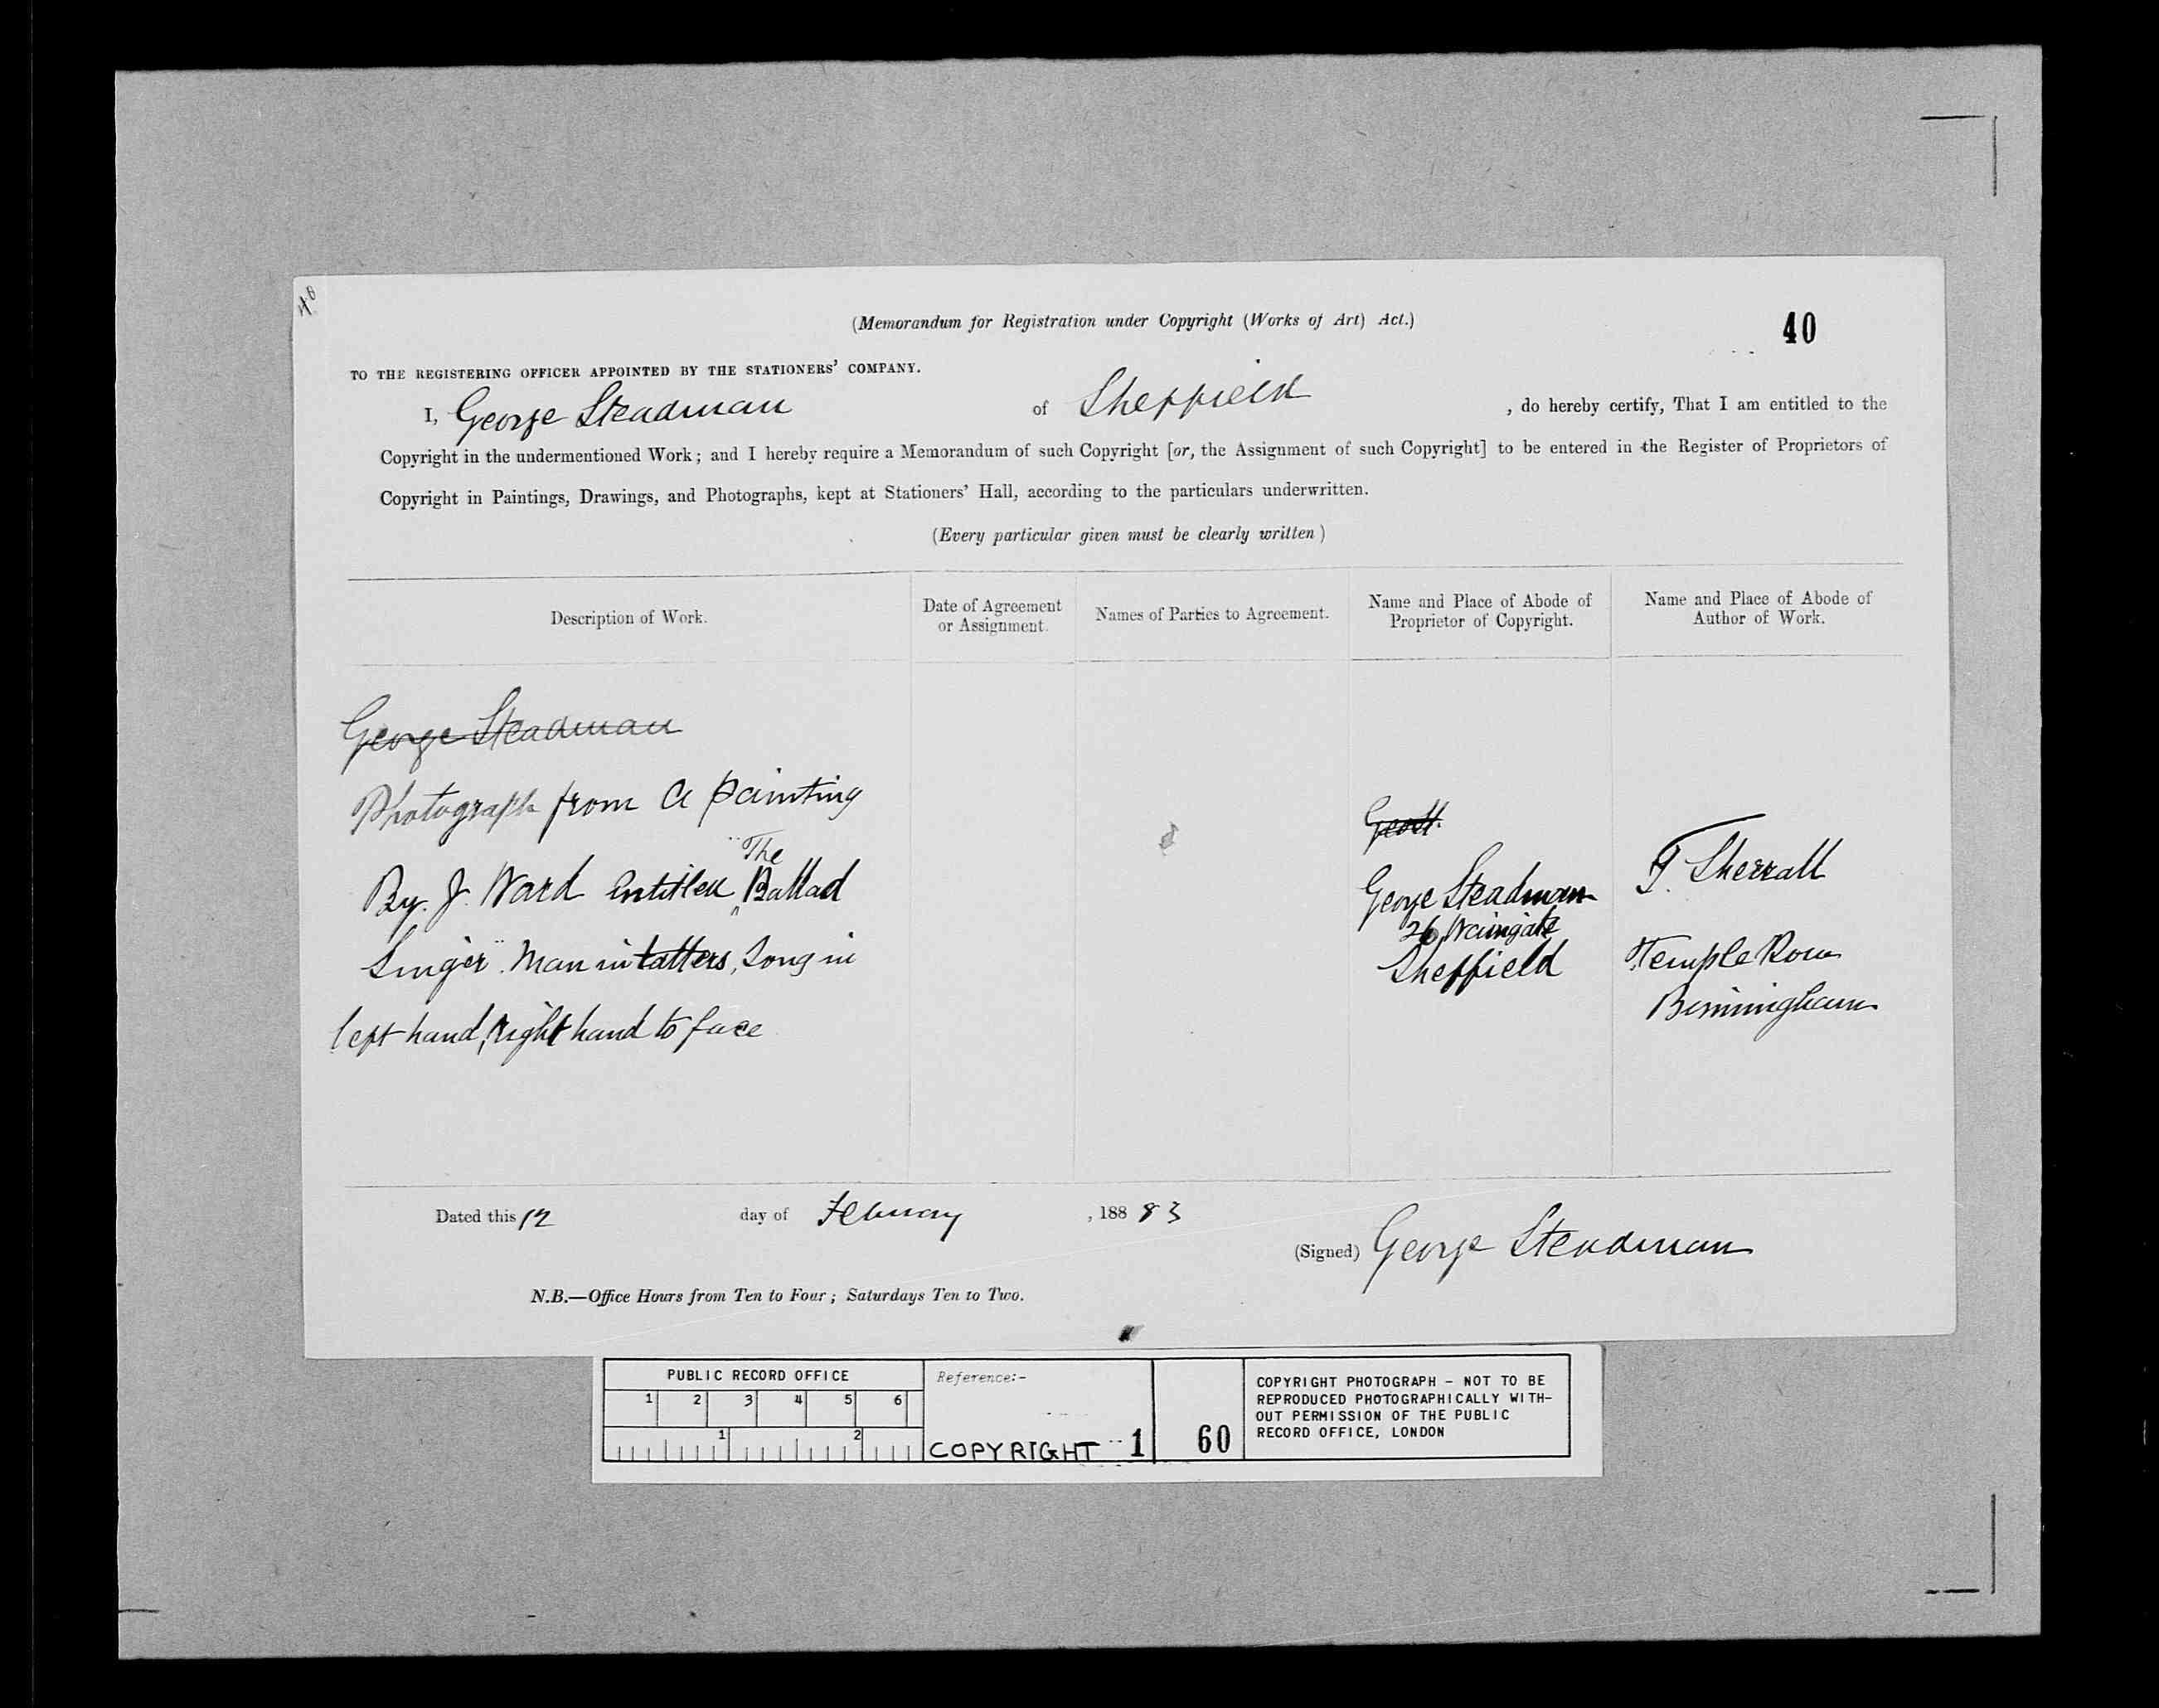 40
(Memorandum for Registration under Copyright (Works of Art) Act.)
40
TO THE REGISTERING OFFICER APPOINTED BY THE STATIONERS' COMPANY.
I, George Steadman of Sheffield , do hereby certify, That I am entitled to the
Copyright in the undermentioned Work; and I hereby require a Memorandum of such Copyright [or, the Assignment of such Copyright] to be entered in the Register of Proprietors of
Copyright in Paintings, Drawings, and Photographs, kept at Stationers' Hall, according to the particulars underwritten.
(Every particular given must be clearly written)
Description of Work.
Date of Agreement
or Assignment.
Names of Parties to Agreement.
Name and Place of Abode of
Proprietor of Copyright.
Name and Place of Abode of
Author of Work.
George Steadman
Photograph from a painting
By. J. Ward entitled "The Ballad
Singer". Man in tatters, Song in
left hand, right hand to face
George Steadman
26 Waingate
Sheffield
T. Sherrall
Temple Row
Birmingham
Dated this 12 day of February , 188 83
(Signed) George Steadman
N.B.—Office Hours from Ten to Four; Saturdays Ten to Two.
PUBLIC RECORD OFFICE
1 2 3 4 5 6
1 2
Reference:-
COPYRIGHT 1
60
COPYRIGHT PHOTOGRAPH - NOT TO BE
REPRODUCED PHOTOGRAPHICALLY WITH-
OUT PERMISSION OF THE PUBLIC
RECORD OFFICE, LONDON